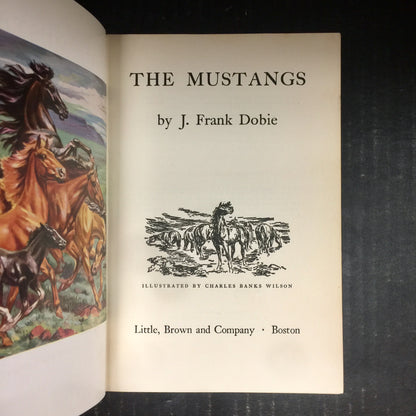 THE MUSTANGS
by J. Frank Dobie
ILLUSTRATED BY CHARLES BANKS WILSON
Little, Brown and Company · Boston